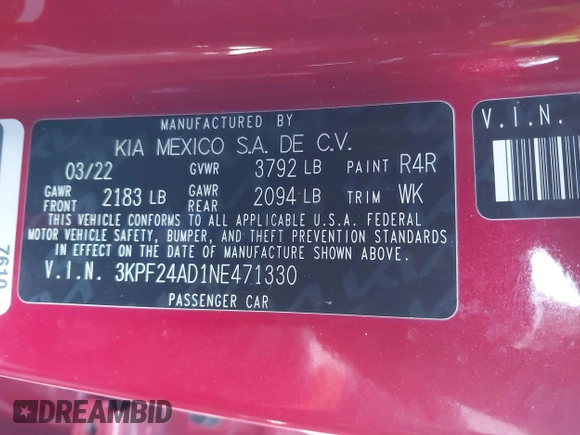 MANUFACTURED BY
KIA MEXICO S.A. DE C.V.
03/22 GVWR 3792 LB PAINT R4R
GAWR FRONT 2183 LB GAWR REAR 2094 LB TRIM WK
THIS VEHICLE CONFORMS TO ALL APPLICABLE U.S.A. FEDERAL
MOTOR VEHICLE SAFETY, BUMPER, AND THEFT PREVENTION STANDARDS
IN EFFECT ON THE DATE OF MANUFACTURE SHOWN ABOVE.
V.I.N. 3KPF24AD1NE471330
PASSENGER CAR
V.I.N.
7610
DREAMBID